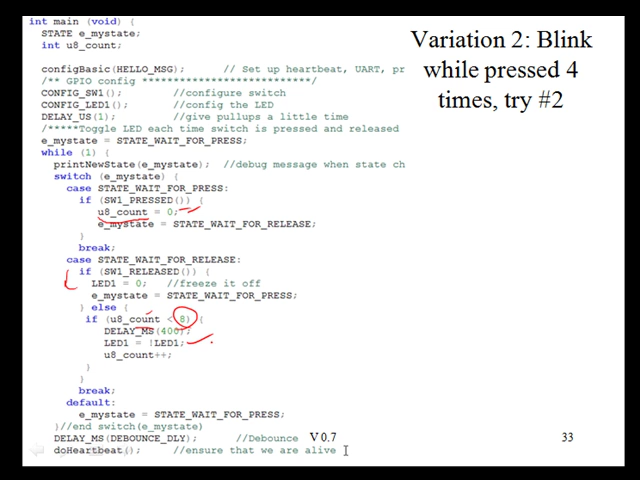 int main (void) {
STATE e_mystate;
int u8_count;
configBasic(HELLO_MSG); // Set up heartbeat, UART, pr
/** GPIO config ***************************/
CONFIG_SW1(); //configure switch
CONFIG_LED1(); //config the LED
DELAY_US(1); //give pullups a little time
/*****Toggle LED each time switch is pressed and released
e_mystate = STATE_WAIT_FOR_PRESS;
while (1) {
printNewState(e_mystate); //debug message when state ch
switch (e_mystate) {
case STATE_WAIT_FOR_PRESS:
if (SW1_PRESSED()) {
u8_count = 0;
e_mystate = STATE_WAIT_FOR_RELEASE;
}
break;
case STATE_WAIT_FOR_RELEASE:
if (SW1_RELEASED()) {
LED1 = 0; //freeze it off
e_mystate = STATE_WAIT_FOR_PRESS;
} else {
if (u8_count < 8) {
DELAY_MS(400);
LED1 = !LED1;
u8_count++;
}
}
break;
default:
e_mystate = STATE_WAIT_FOR_PRESS;
}//end switch(e_mystate)
DELAY_MS(DEBOUNCE_DLY); //Debounce
doHeartbeat(); //ensure that we are alive
Variation 2: Blink
while pressed 4
times, try #2
V 0.7
33